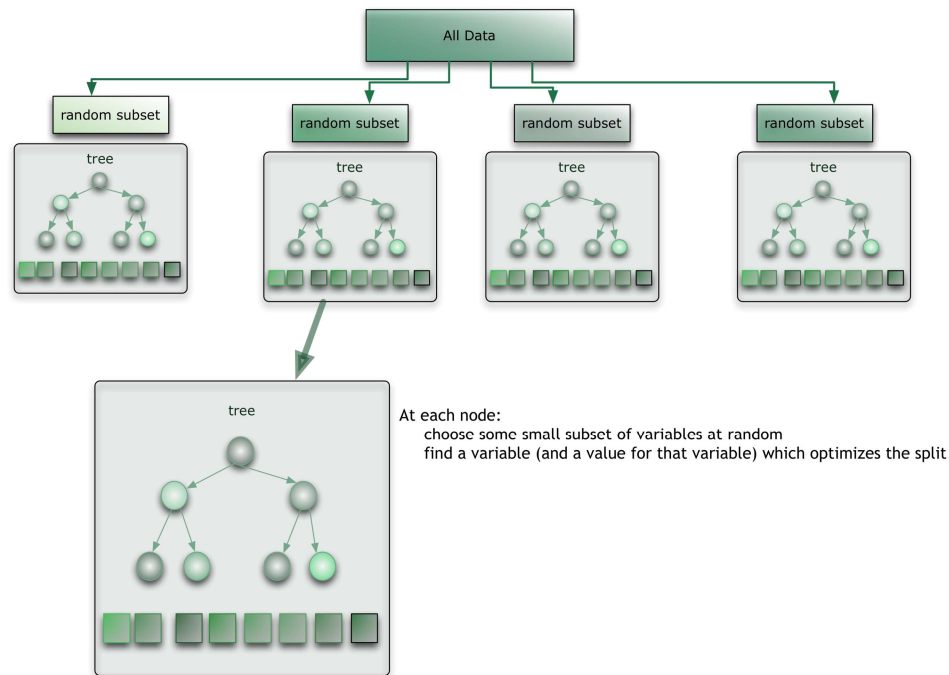 All Data
random subset
random subset
random subset
random subset
tree
tree
tree
tree
tree
At each node:
choose some small subset of variables at random
find a variable (and a value for that variable) which optimizes the split